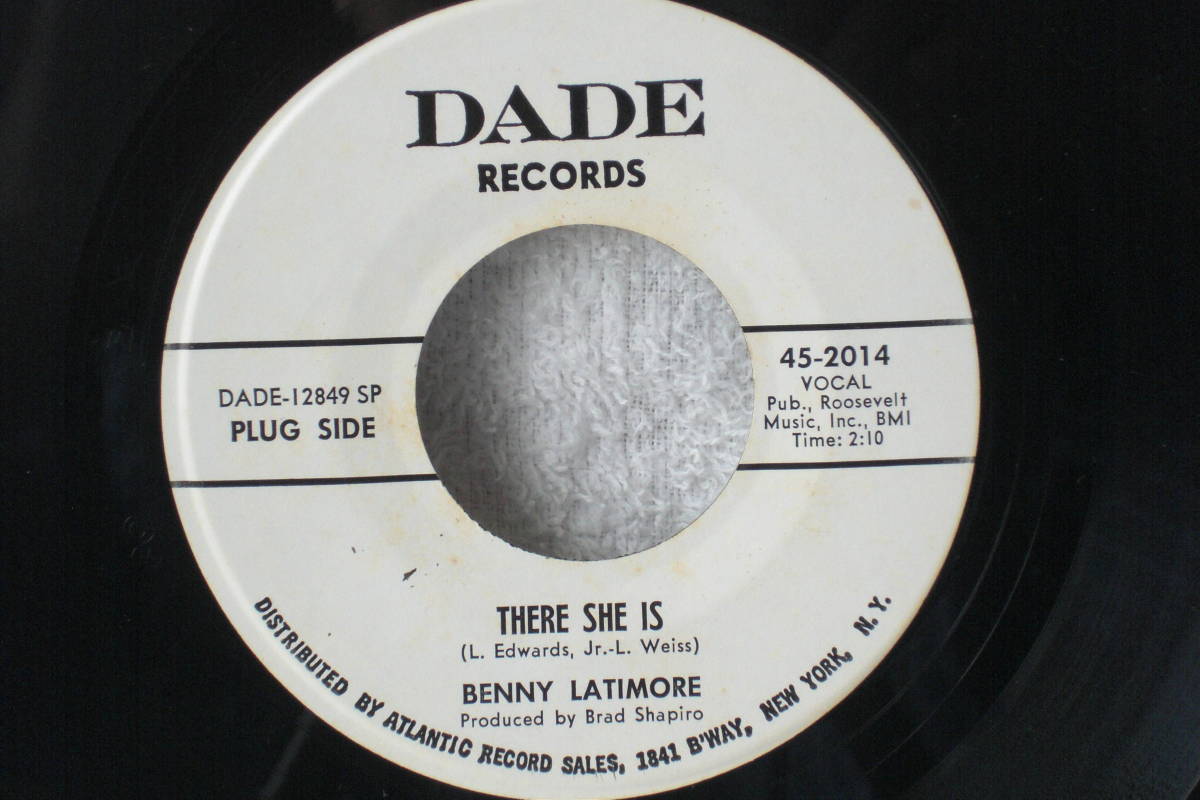 DADE
RECORDS
DADE-12849 SP
PLUG SIDE
45-2014
VOCAL
Pub., Roosevelt
Music, Inc., BMI
Time: 2:10
THERE SHE IS
(L. Edwards, Jr.-L. Weiss)
BENNY LATIMORE
Produced by Brad Shapiro
DISTRIBUTED BY ATLANTIC RECORD SALES, 1841 B'WAY, NEW YORK, N.Y.